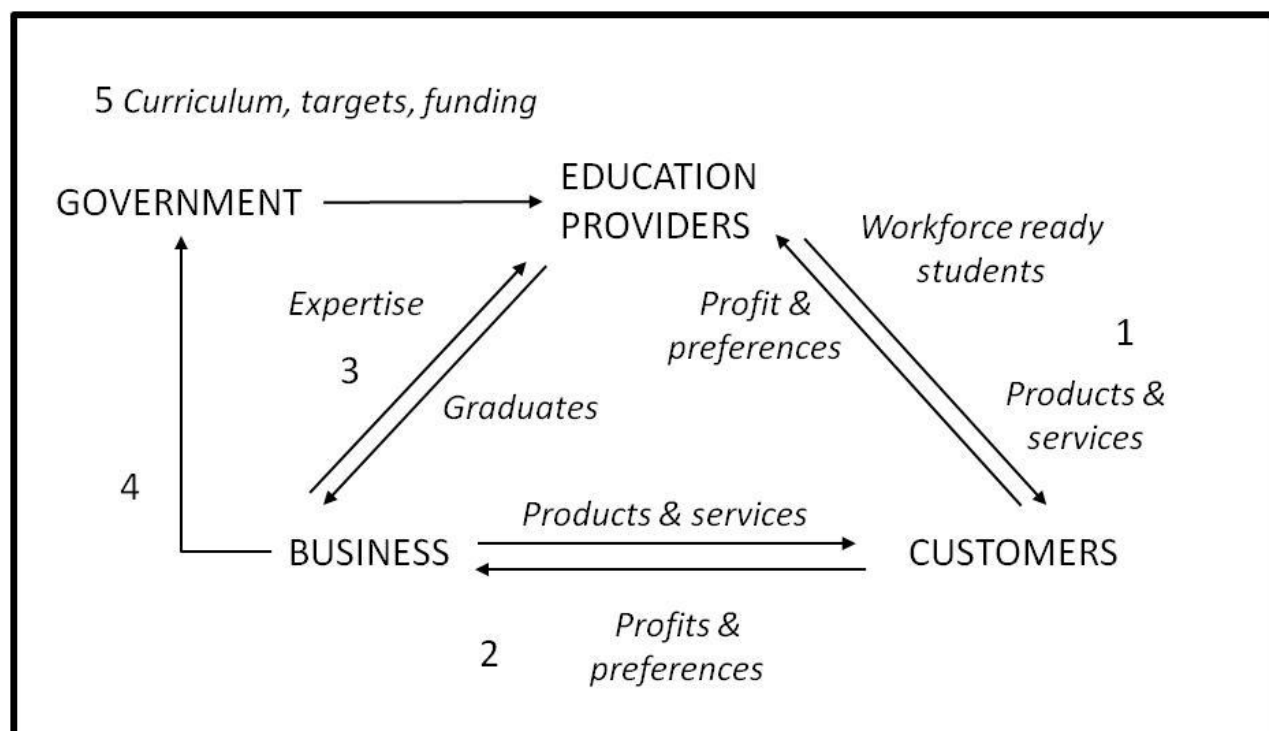 5 Curriculum, targets, funding
GOVERNMENT
EDUCATION
PROVIDERS
Workforce ready
students
Expertise
Profit &
preferences
1
3
Graduates
Products &
services
4
Products & services
BUSINESS
CUSTOMERS
Profits &
preferences
2